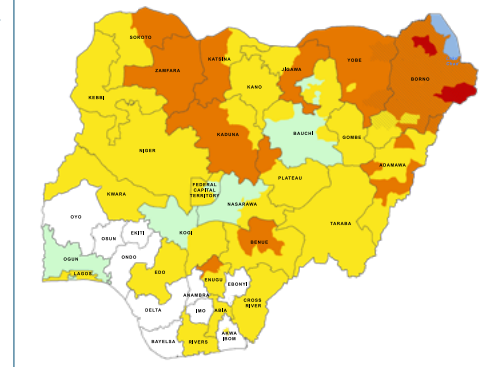 SOROTO
KATSINA
ZAMFARA
JIGAWA
YOBE
BORNO
KEBBI
KANO
KADUNA
BAUCHI
GOMBE
NIGER
ADAMAWA
PLATEAU
FEDERAL
CAPITAL
TERRITORY
KWARA
NASARAWA
OYO
TARABA
OSUN
EKITI
KOGI
BENUE
OGUN
ONDO
LAGOS
EDO
ENUGU
EBONYI
ANAMBRA
CROSS
RIVER
DELTA
IMO
ABIA
AKWA
IBOM
BAYELSA
RIVERS